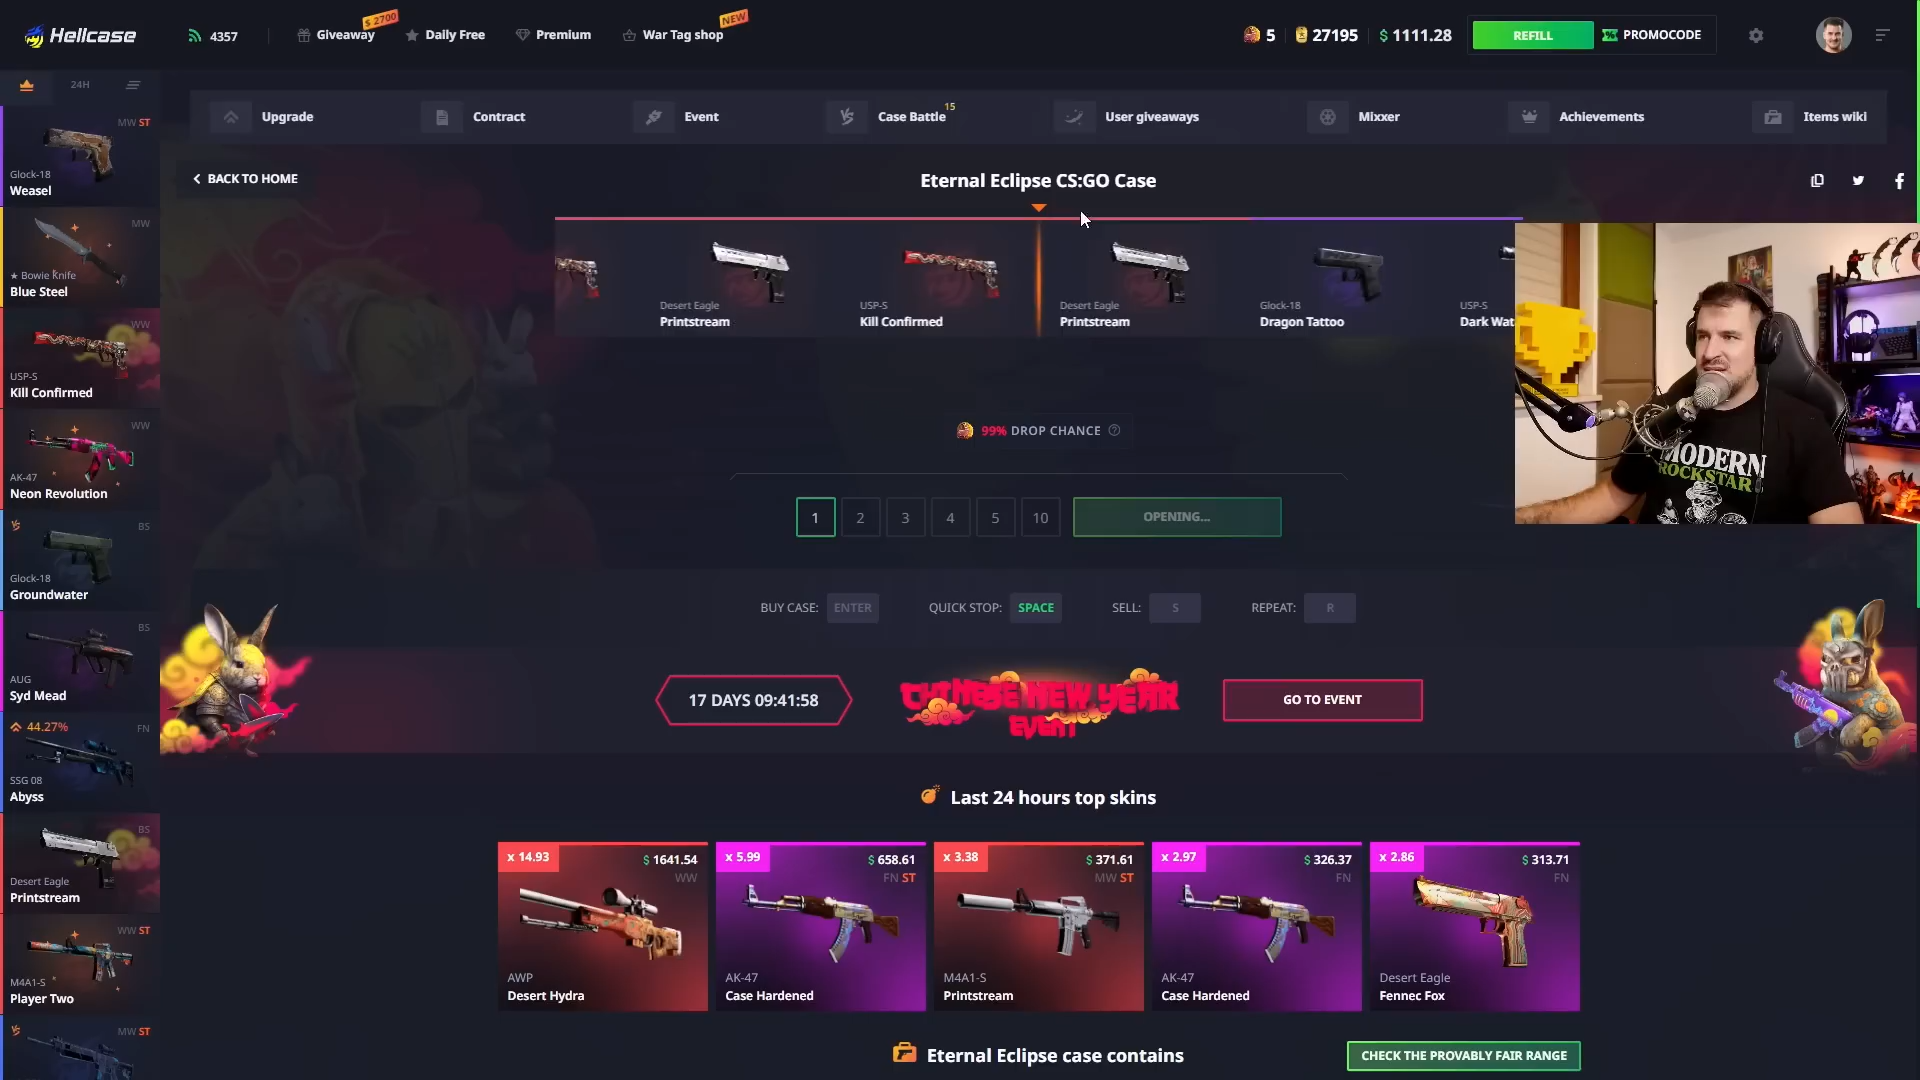 Hellcase
4357
Giveaway
$ 2700
Daily Free
Premium
War Tag shop
NEW
5
27195
$ 1111.28
REFILL
PROMOCODE
24H
Upgrade
Contract
Event
Case Battle
15
User giveaways
Mixxer
Achievements
Items wiki
BACK TO HOME
Eternal Eclipse CS:GO Case
MW ST
Glock-18
Weasel
MW
★ Bowie Knife
Blue Steel
WW
USP-S
Kill Confirmed
WW
AK-47
Neon Revolution
BS
Glock-18
Groundwater
BS
AUG
Syd Mead
44.27%
FN
SSG 08
Abyss
BS
Desert Eagle
Printstream
WW ST
M4A1-S
Player Two
MW ST
Desert Eagle
Printstream
USP-S
Kill Confirmed
Desert Eagle
Printstream
Glock-18
Dragon Tattoo
USP-S
Dark Wat
MODERN
ROCKSTAR
99% DROP CHANCE
1
2
3
4
5
10
OPENING...
BUY CASE: ENTER
QUICK STOP: SPACE
SELL: S
REPEAT: R
17 DAYS 09:41:58
CHINESE NEW YEAR
EVENT
GO TO EVENT
Last 24 hours top skins
x 14.93
$ 1641.54
WW
AWP
Desert Hydra
x 5.99
$ 658.61
FN ST
AK-47
Case Hardened
x 3.38
$ 371.61
MW ST
M4A1-S
Printstream
x 2.97
$ 326.37
FN
AK-47
Case Hardened
x 2.86
$ 313.71
FN
Desert Eagle
Fennec Fox
Eternal Eclipse case contains
CHECK THE PROVABLY FAIR RANGE